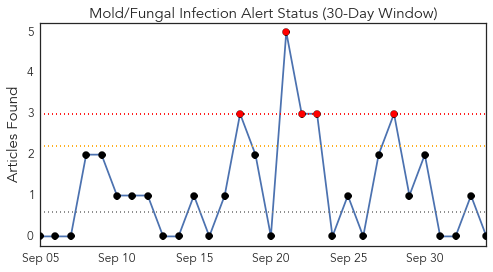 Mold/Fungal Infection Alert Status (30-Day Window)
Articles Found
5
4
3
2
1
0
Sep 05 Sep 10 Sep 15 Sep 20 Sep 25 Sep 30